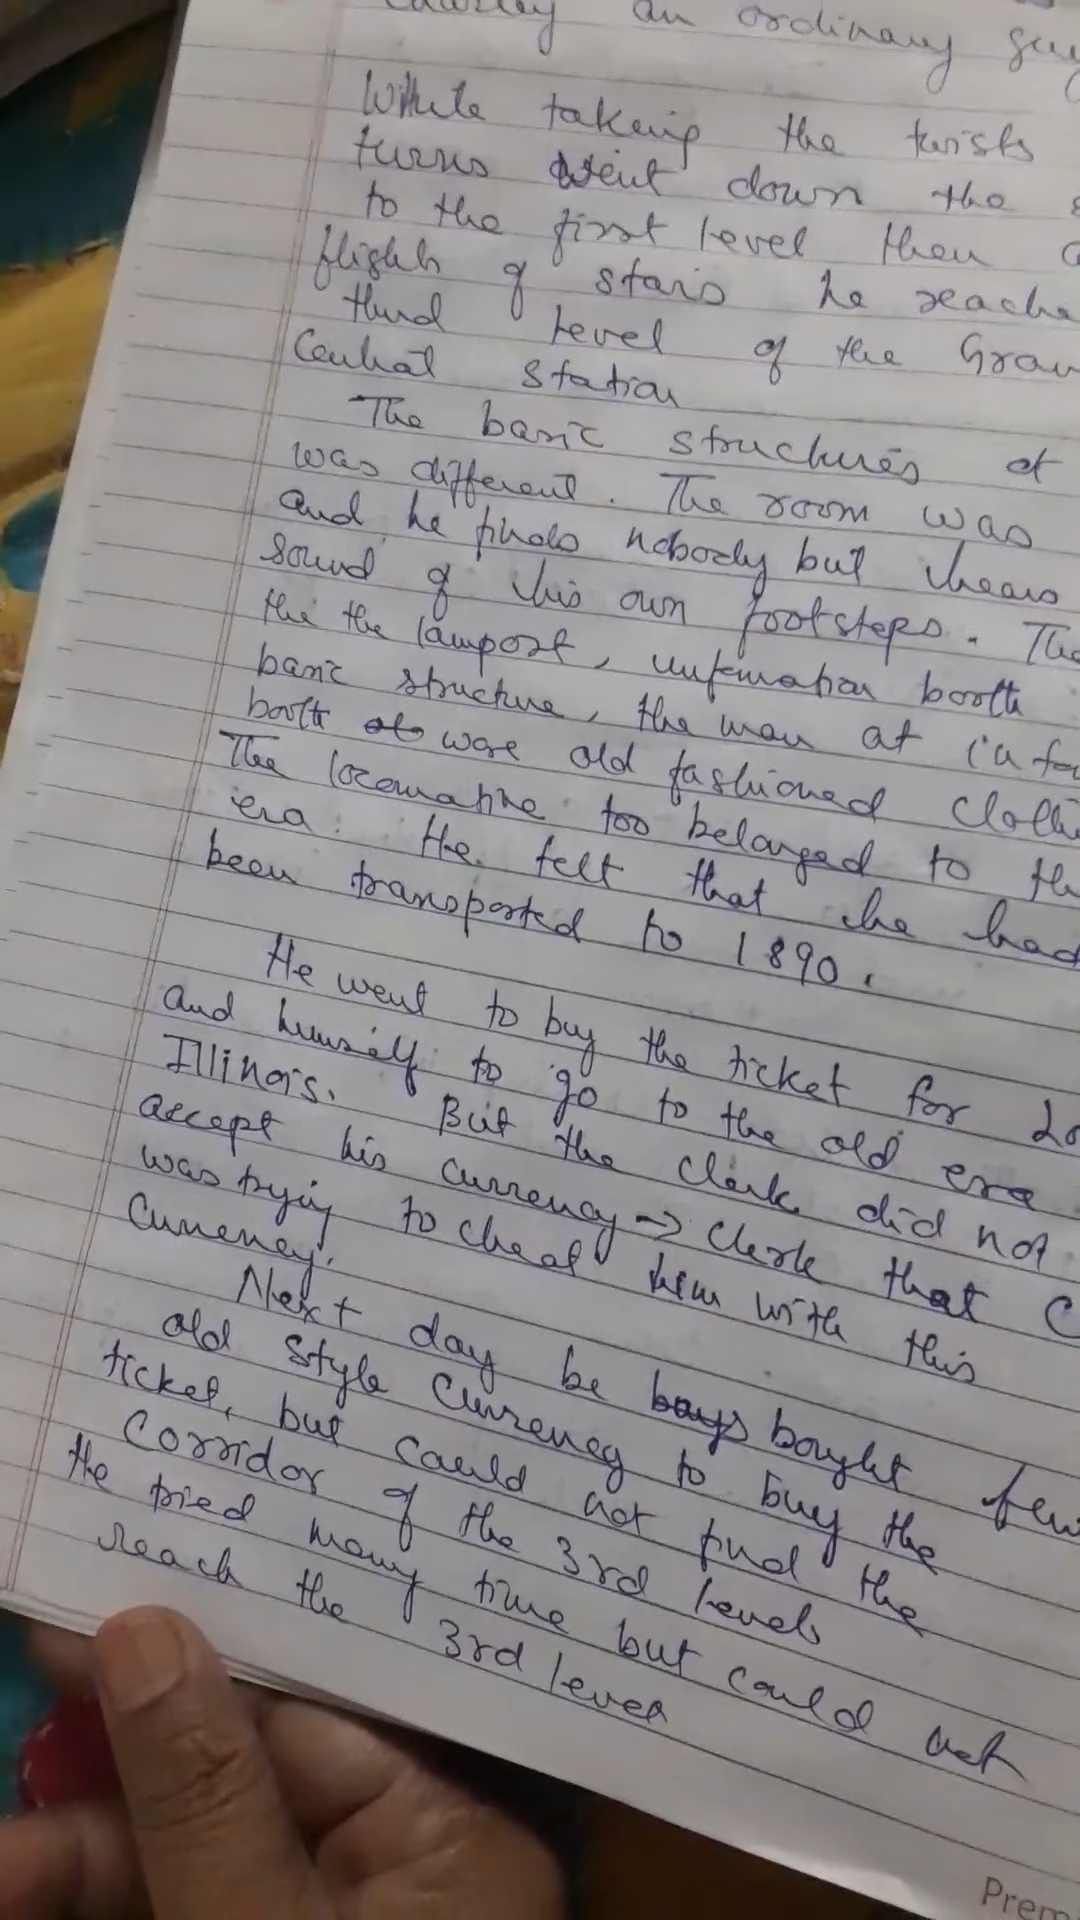 an ordinary guy
While taking the twists
turns went down the
to the first level then
flights of stairs he reache
third level of the Gran
Central station
The basic structures at
was different. The room was
and he finds nobody but hears
sound of his own footsteps. The
the the lampost, information booth
basic structure, the man at info
booth wore old fashioned clothi
The locomative too belonged to th
era. He felt that he had
been transported to 1890.
He went to buy the ticket for Lo
and himself to go to the old era
Illinois. But the clerk did not
accept his currency → Clerk that C
was trying to cheat him with this
Currency.
Next day he bought few
old style currency to buy the
ticket, but could not find the
Corridor of the 3rd levels
He tried many time but could not
reach the 3rd level
Prem